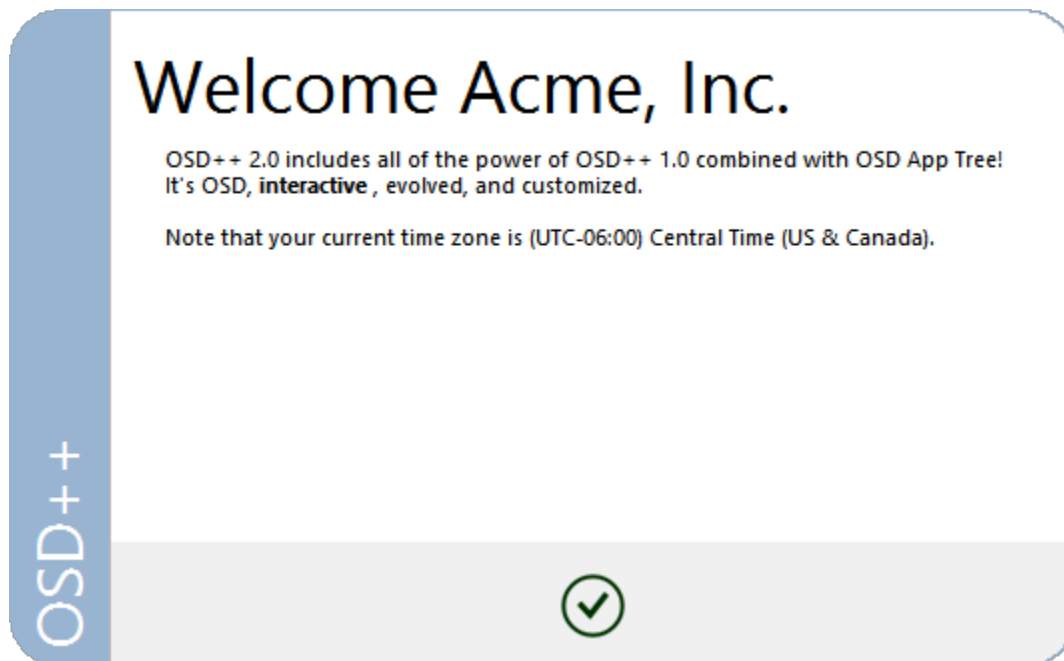 Welcome Acme, Inc.
OSD++ 2.0 includes all of the power of OSD++ 1.0 combined with OSD App Tree!
It's OSD, interactive , evolved, and customized.
Note that your current time zone is (UTC-06:00) Central Time (US & Canada).
OSD++